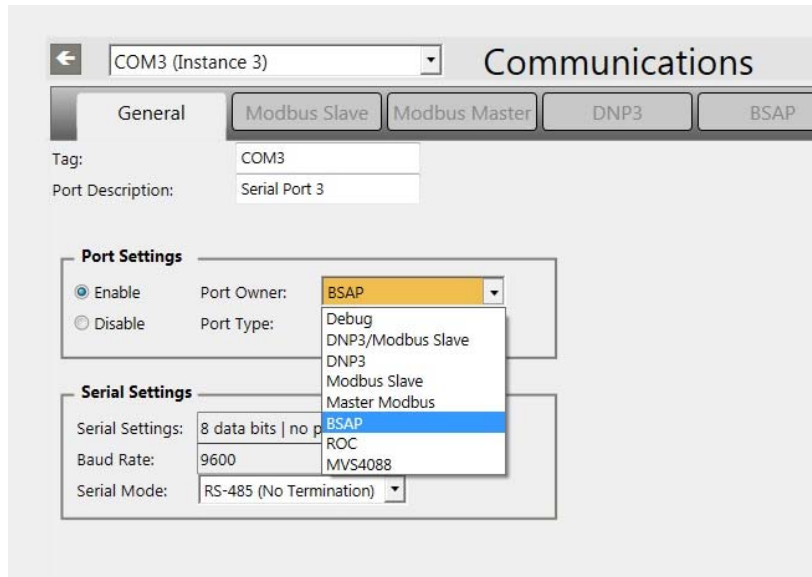 COM3 (Instance 3)
Communications
General
Modbus Slave
Modbus Master
DNP3
BSAP
Tag:
COM3
Port Description:
Serial Port 3
Port Settings
Enable
Port Owner:
BSAP
Disable
Port Type:
Debug
DNP3/Modbus Slave
DNP3
Modbus Slave
Master Modbus
BSAP
ROC
MVS4088
Serial Settings
Serial Settings:
8 data bits | no p
Baud Rate:
9600
Serial Mode:
RS-485 (No Termination)